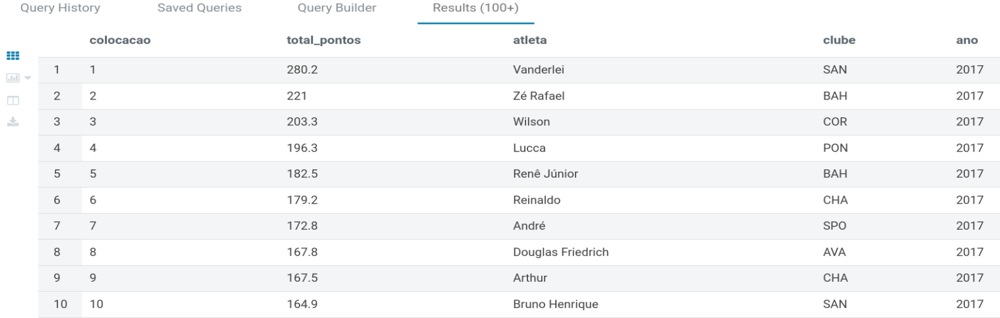 Query History Saved Queries Query Builder Results (100+)
colocacao total_pontos atleta clube ano
1 1 280.2 Vanderlei SAN 2017
2 2 221 Zé Rafael BAH 2017
3 3 203.3 Wilson COR 2017
4 4 196.3 Lucca PON 2017
5 5 182.5 Renê Júnior BAH 2017
6 6 179.2 Reinaldo CHA 2017
7 7 172.8 André SPO 2017
8 8 167.8 Douglas Friedrich AVA 2017
9 9 167.5 Arthur CHA 2017
10 10 164.9 Bruno Henrique SAN 2017